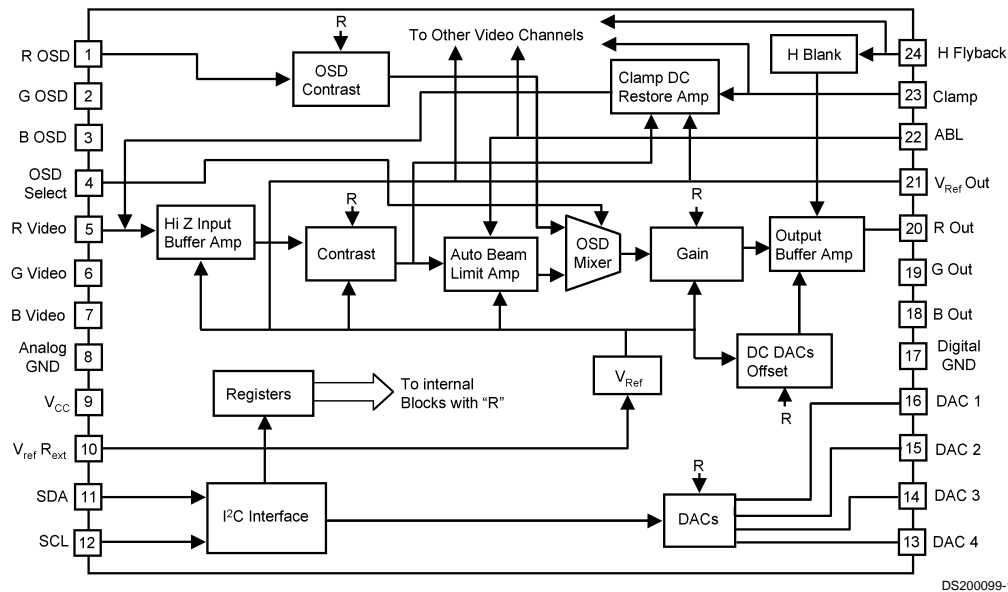 R OSD
1
G OSD
2
B OSD
3
OSD
Select
4
R Video
5
G Video
6
B Video
7
Analog
GND
8
VCC
9
Vref Rext
10
SDA
11
SCL
12
R
OSD
Contrast
To Other Video Channels
Clamp DC
Restore Amp
H Blank
Hi Z Input
Buffer Amp
R
Contrast
Auto Beam
Limit Amp
OSD
Mixer
R
Gain
Output
Buffer Amp
VRef
DC DACs
Offset
R
Registers
To internal
Blocks with “R”
I2C Interface
R
DACs
24
H Flyback
23
Clamp
22
ABL
21
VRef Out
20
R Out
19
G Out
18
B Out
17
Digital
GND
16
DAC 1
15
DAC 2
14
DAC 3
13
DAC 4